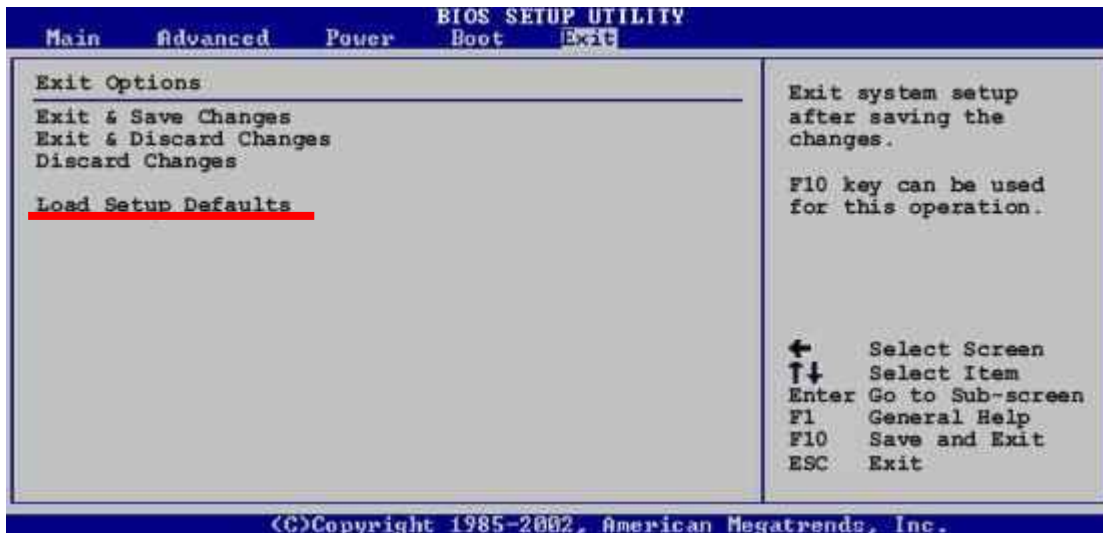 BIOS SETUP UTILITY
Main Advanced Power Boot Exit
Exit Options
Exit & Save Changes
Exit & Discard Changes
Discard Changes
Load Setup Defaults
Exit system setup
after saving the
changes.
F10 key can be used
for this operation.
← Select Screen
↑↓ Select Item
Enter Go to Sub-screen
F1 General Help
F10 Save and Exit
ESC Exit
(C)Copyright 1985-2002, American Megatrends, Inc.